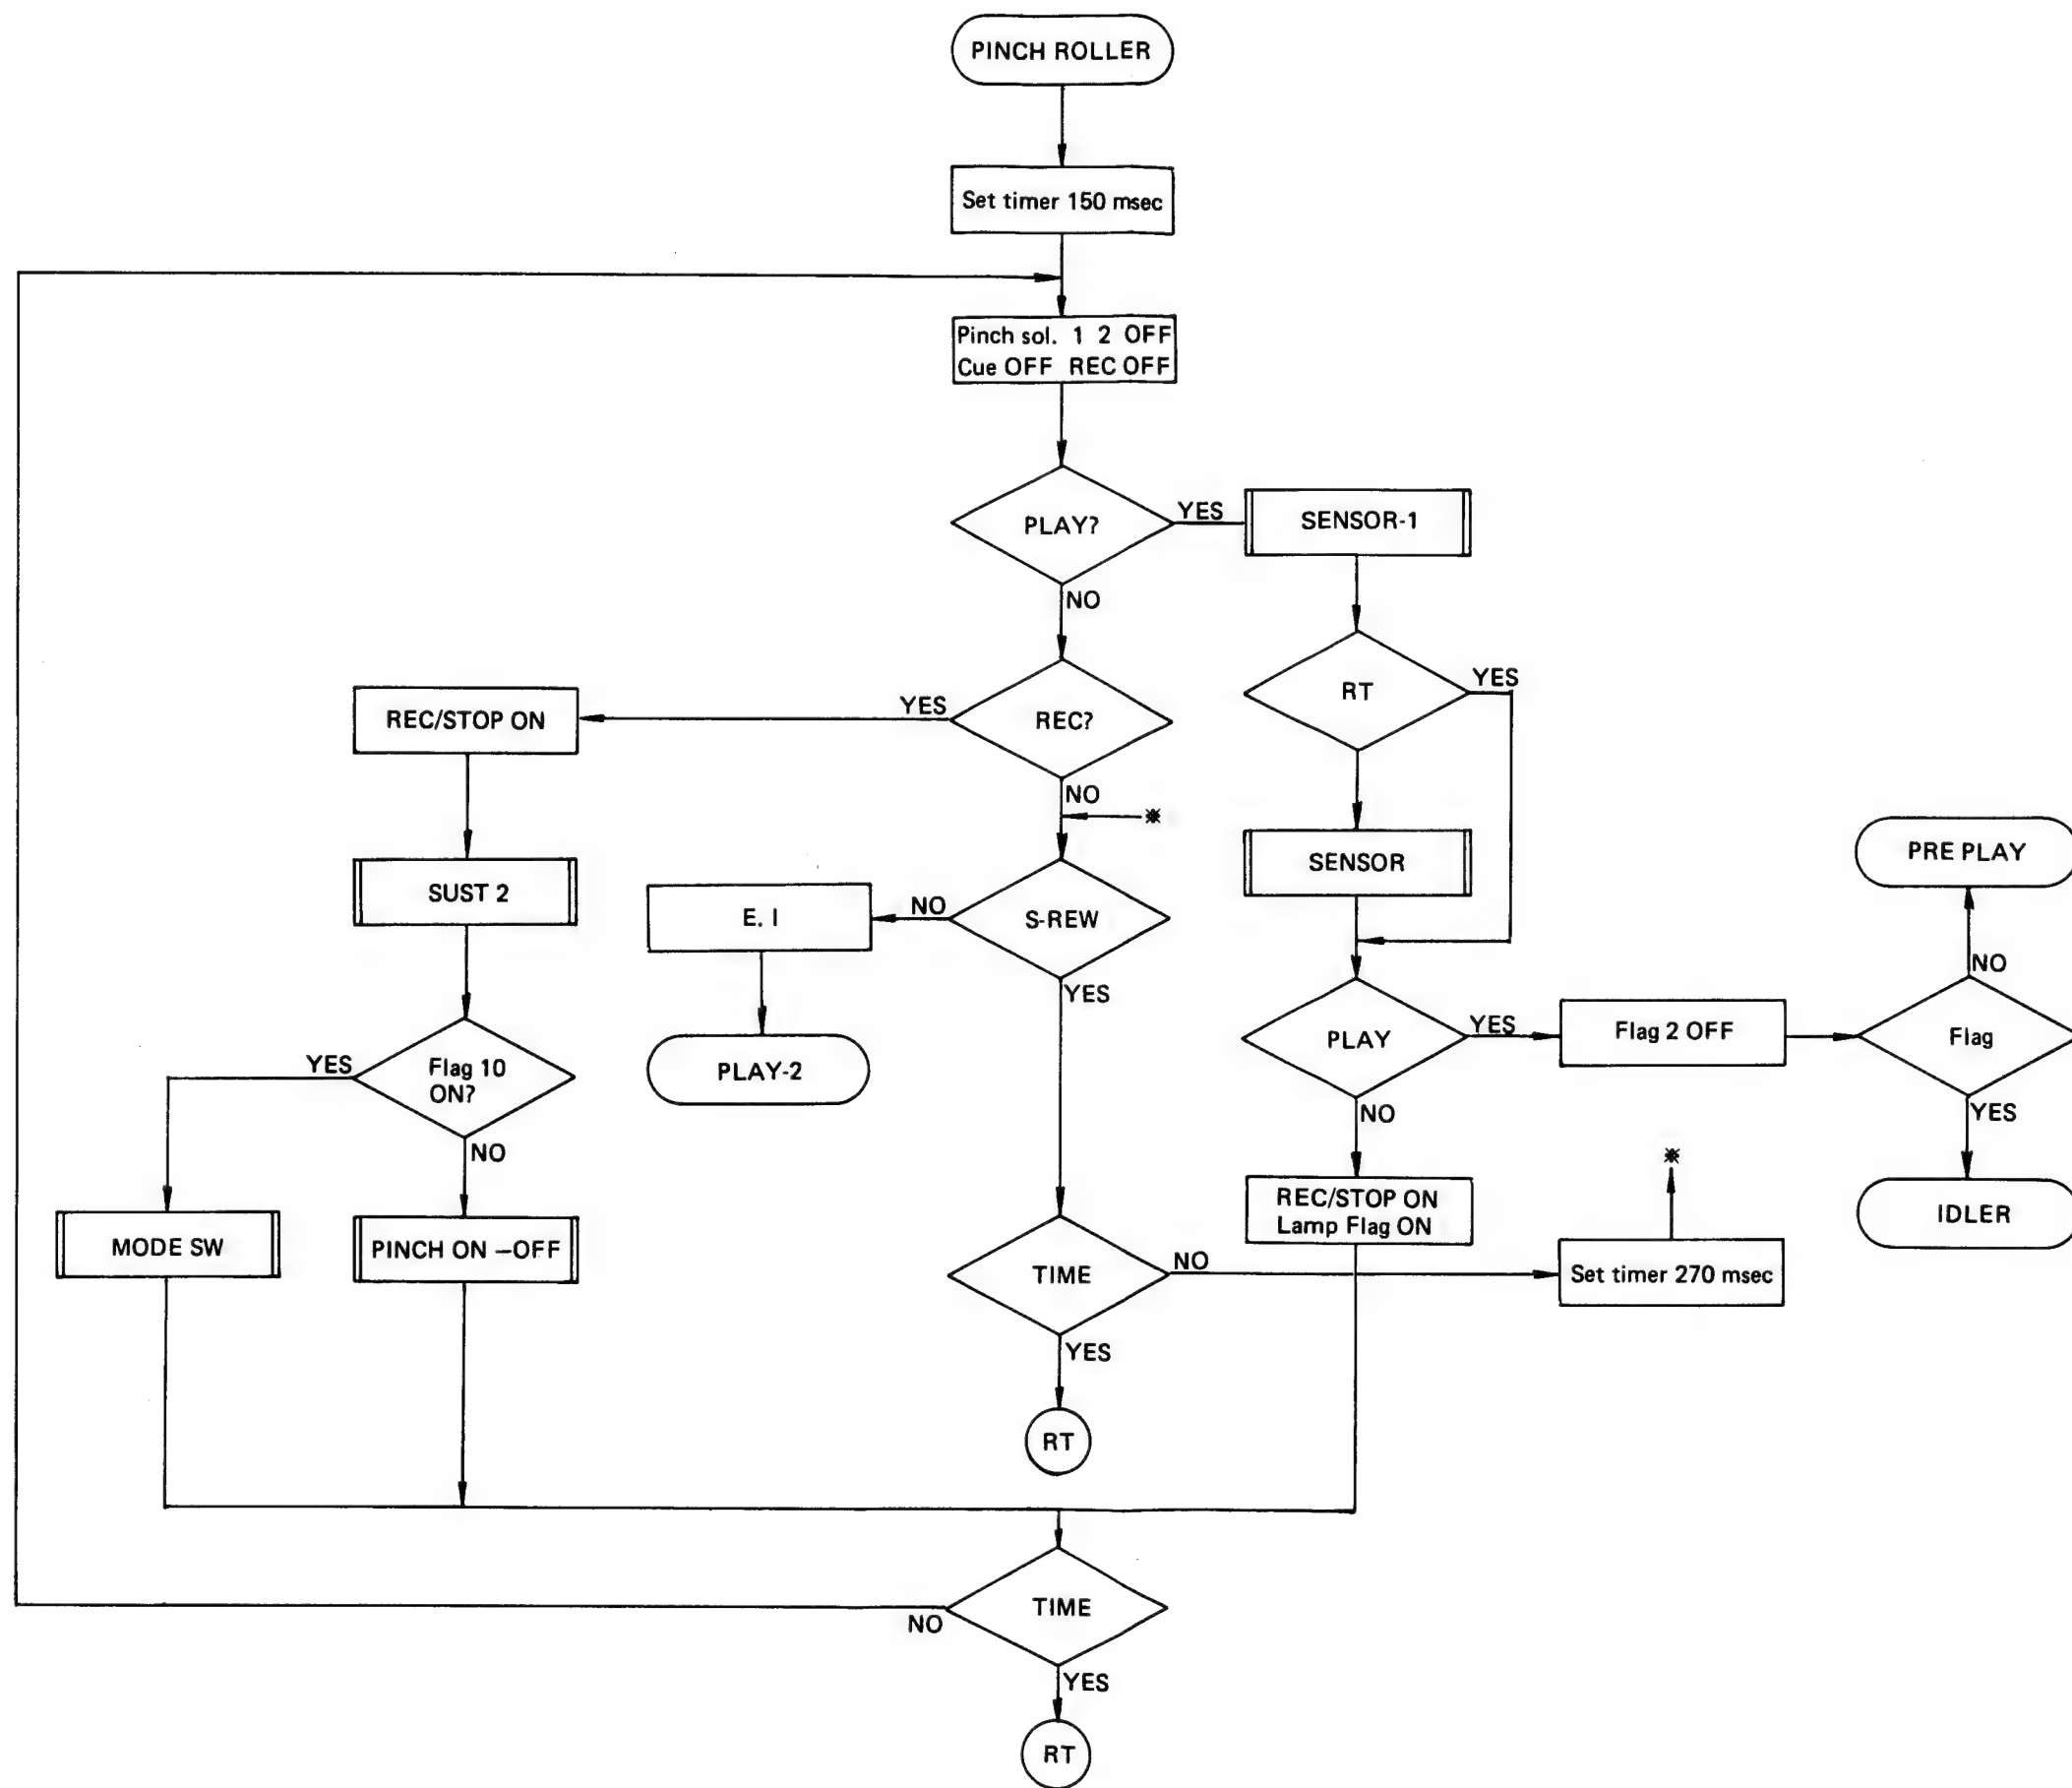 PINCH ROLLER
Set timer 150 msec
Pinch sol. 1 2 OFF
Cue OFF REC OFF
PLAY?
YES
SENSOR-1
NO
RT
YES
REC/STOP ON
YES
REC?
NO
※
SUST 2
SENSOR
PRE PLAY
E. I
NO
S-REW
YES
NO
PLAY-2
PLAY
YES
Flag 2 OFF
Flag
NO
YES
YES
Flag 10
ON?
NO
※
MODE SW
PINCH ON –OFF
REC/STOP ON
Lamp Flag ON
IDLER
TIME
NO
Set timer 270 msec
YES
RT
TIME
NO
YES
RT